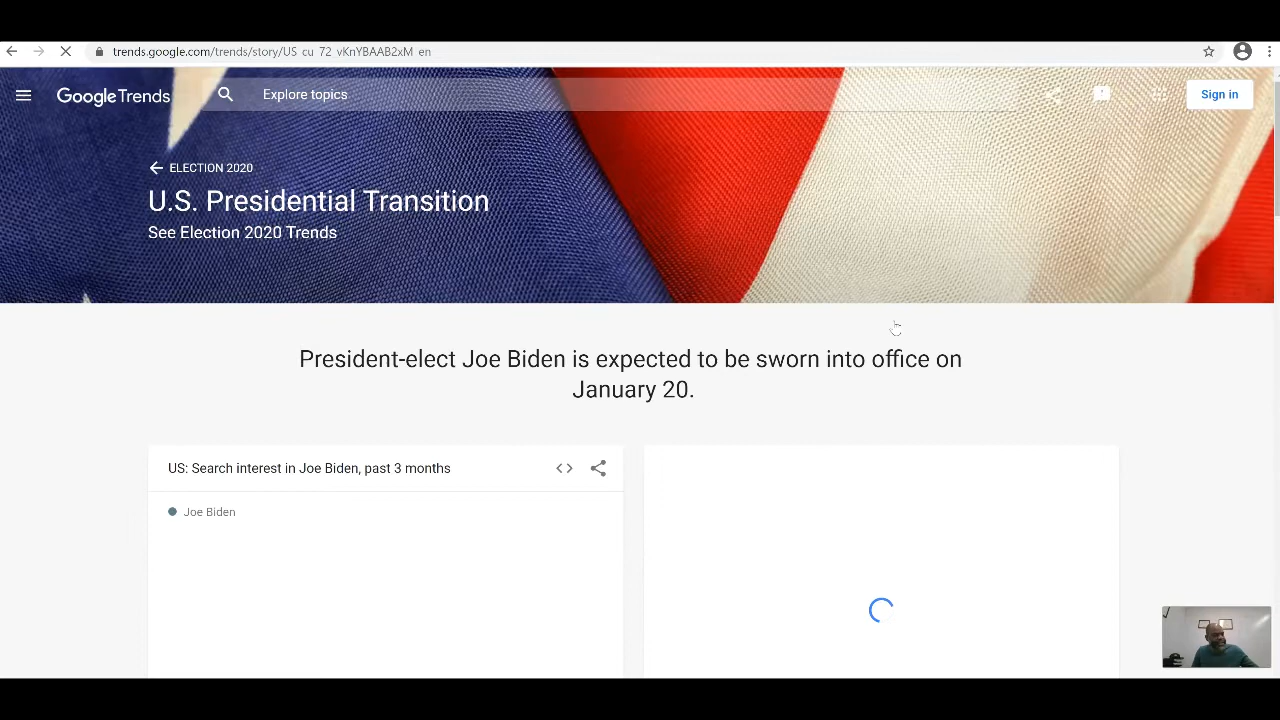 trends.google.com/trends/story/US_cu_72_vKnYBAAB2xM_en
Google Trends
Explore topics
Sign in
ELECTION 2020
U.S. Presidential Transition
See Election 2020 Trends
President-elect Joe Biden is expected to be sworn into office on
January 20.
US: Search interest in Joe Biden, past 3 months
Joe Biden